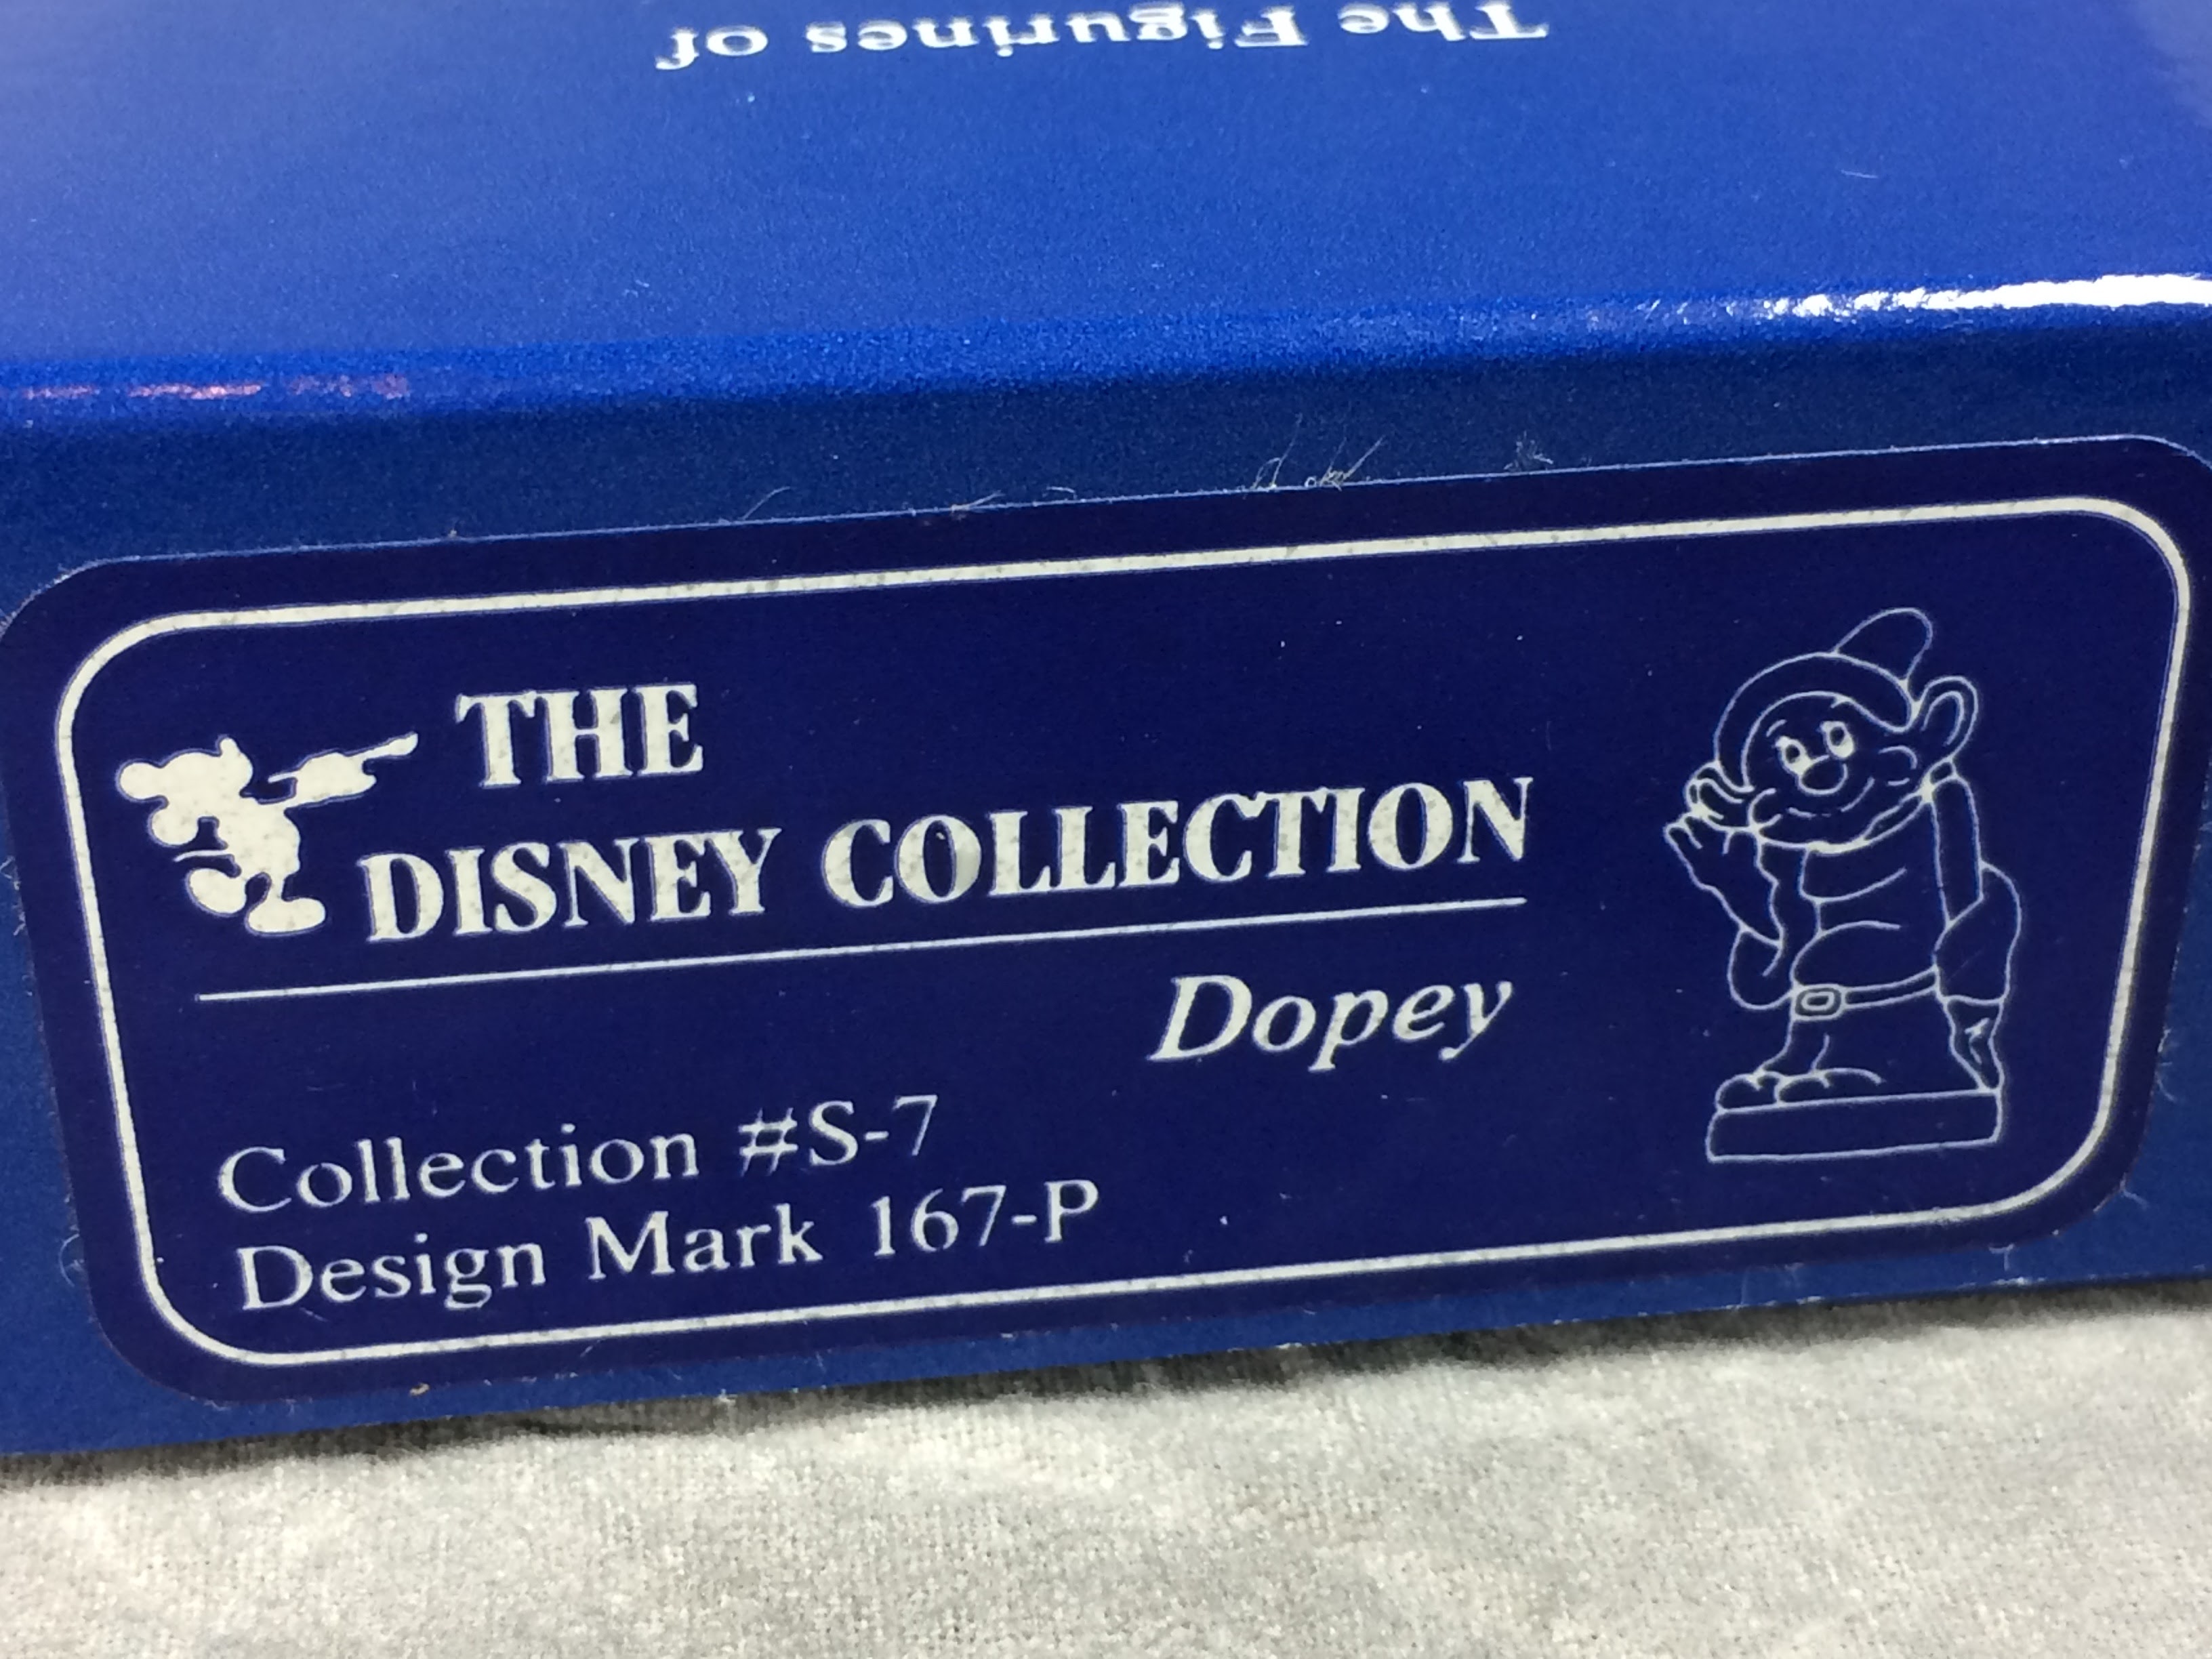 The Figurines of
THE
DISNEY COLLECTION
Dopey
Collection #S-7
Design Mark 167-P